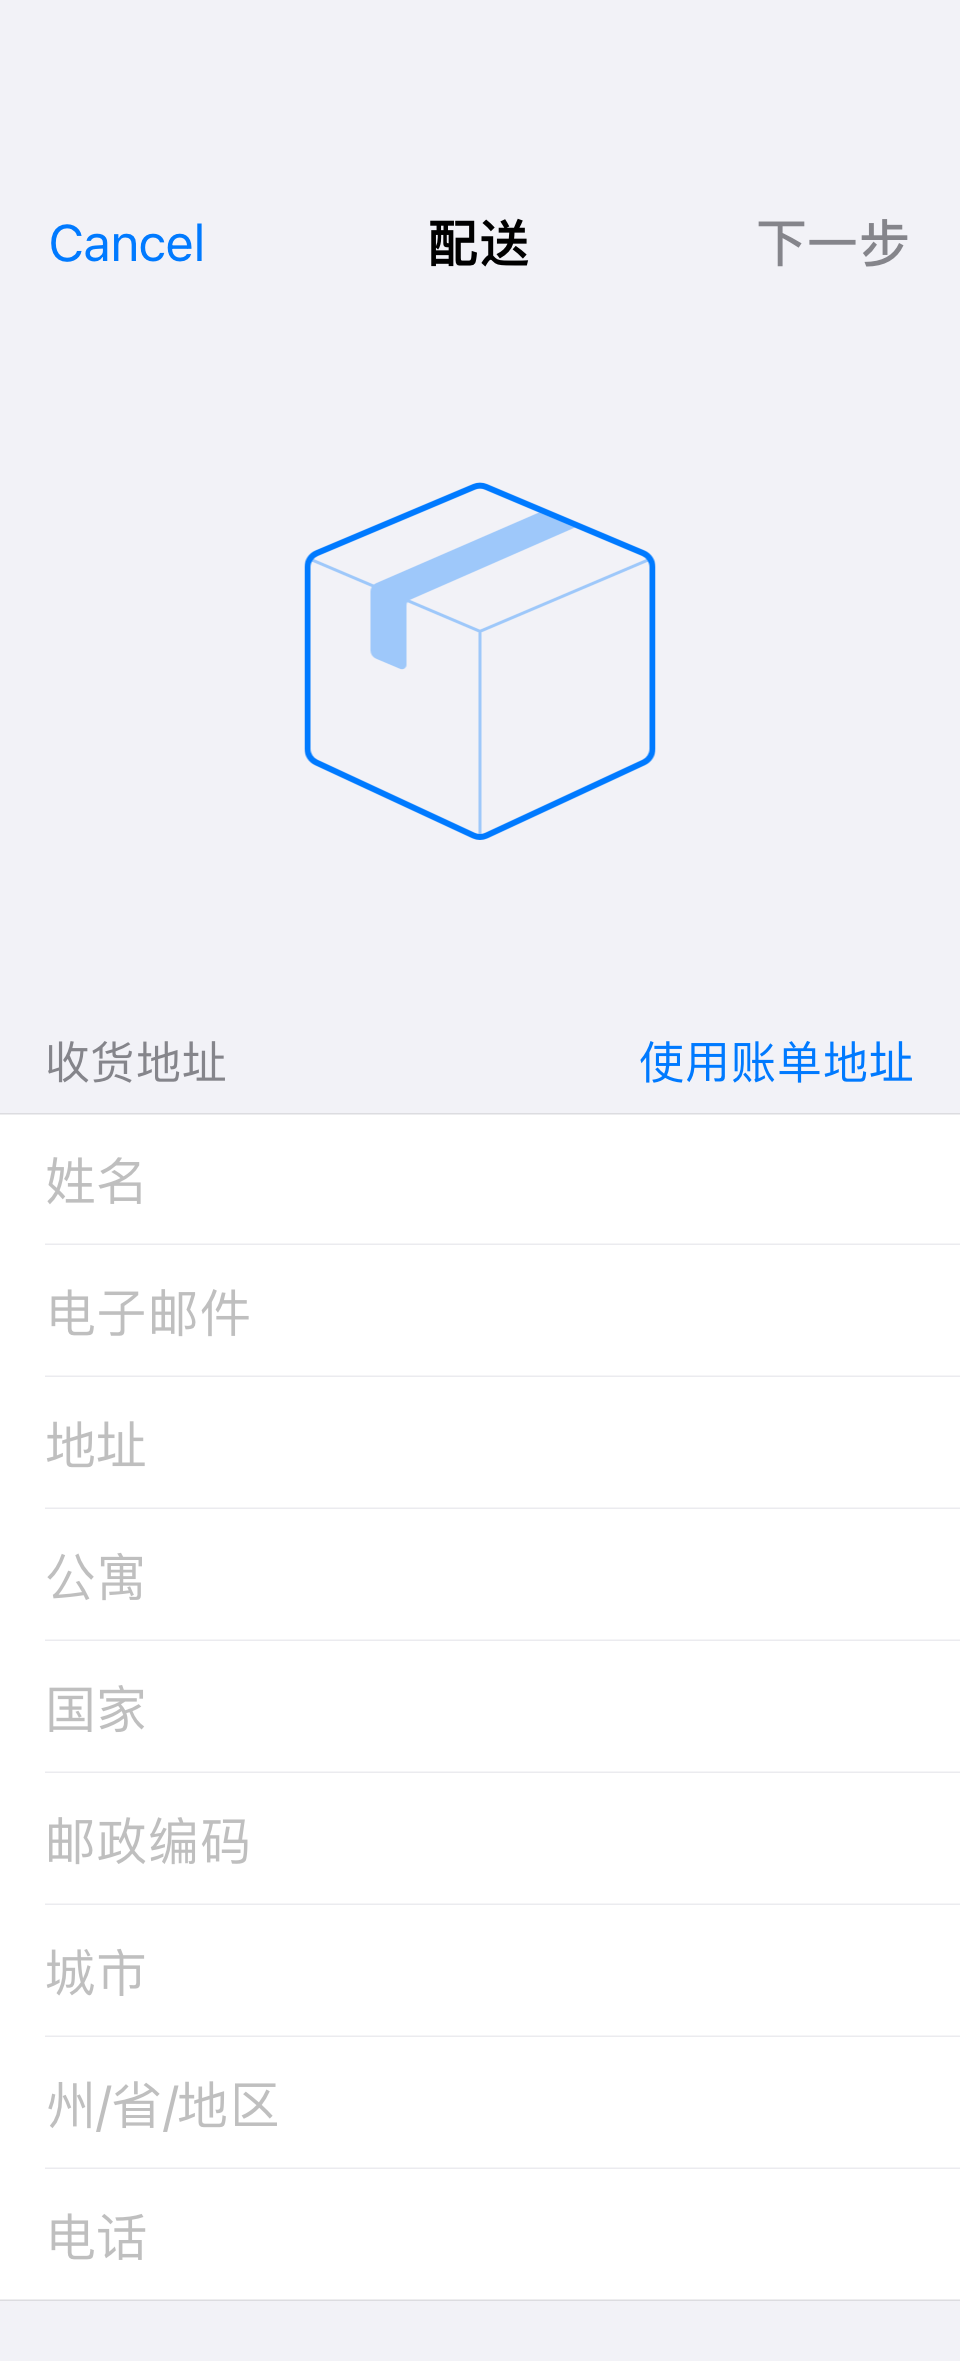 Cancel 配送 下一步
收货地址 使用账单地址
姓名
电子邮件
地址
公寓
国家
邮政编码
城市
州/省/地区
电话